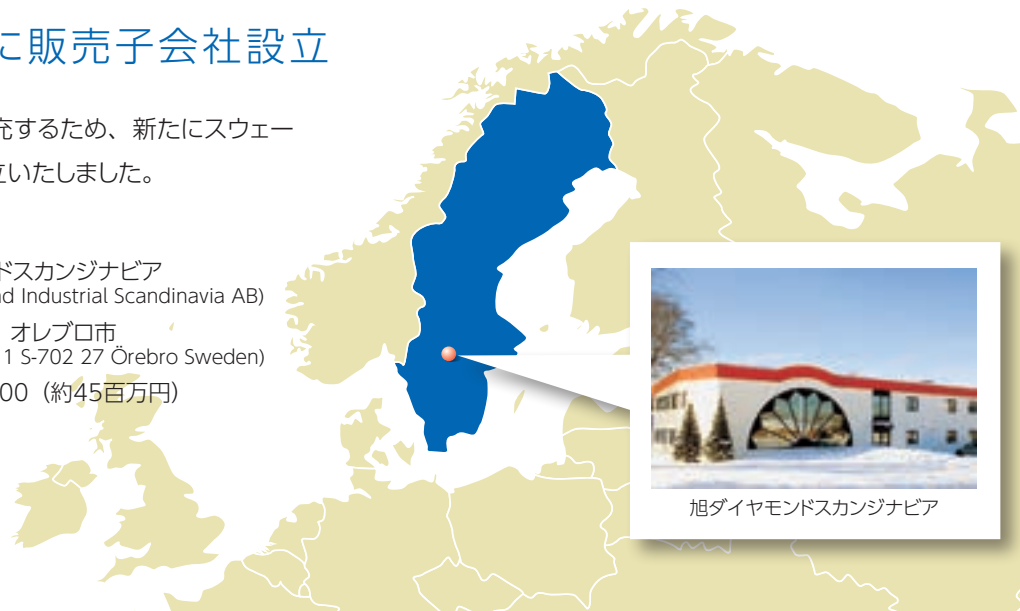 に販売子会社設立
充するため、新たにスウェー
立いたしました。
ドスカンジナビア
nd Industrial Scandinavia AB)
オレブロ市
1 S-702 27 Örebro Sweden)
00（約45百万円）
旭ダイヤモンドスカンジナビア